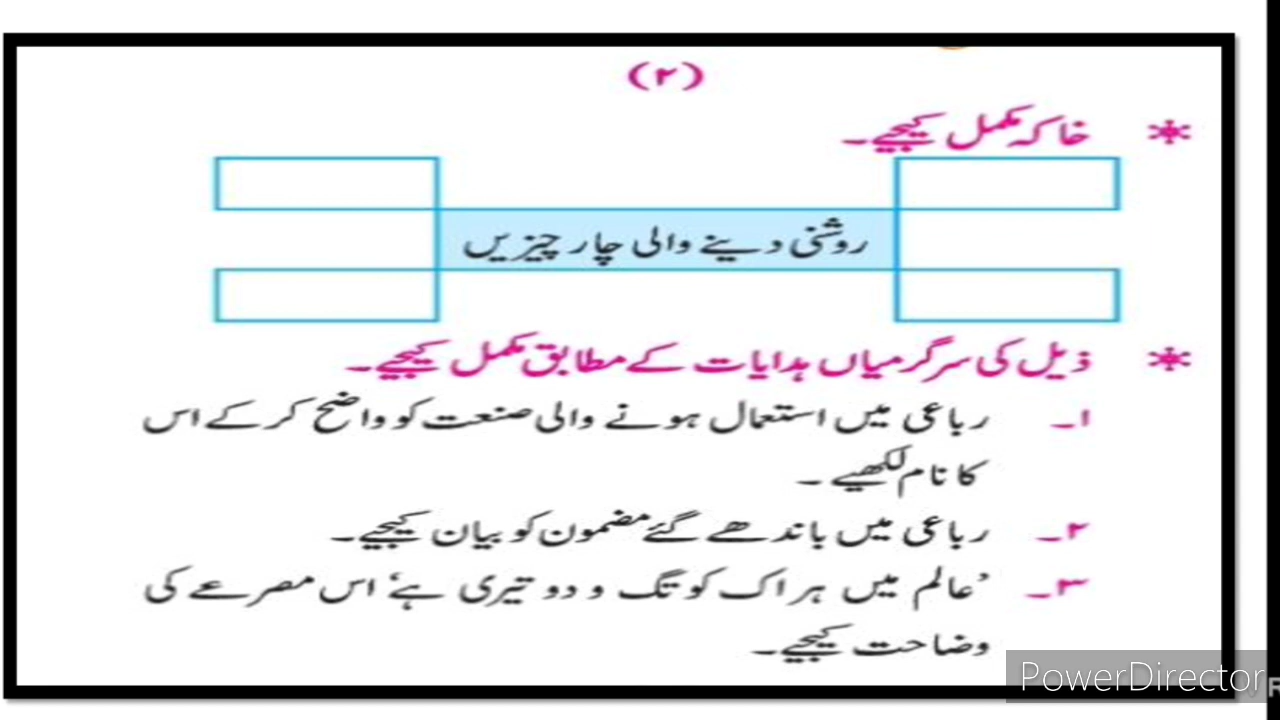 (۲)
* خاکہ مکمل کیجیے۔
روشنی دینے والی چار چیزیں
* ذیل کی سرگرمیاں ہدایات کے مطابق مکمل کیجیے۔
۱۔ رباعی میں استعمال ہونے والی صنعت کو واضح کر کے اس
کا نام لکھیے۔
۲۔ رباعی میں باندھے گئے مضمون کو بیان کیجیے۔
۳۔ ’عالم میں ہر اک کو تگ و دو تیری ہے‘ اس مصرعے کی
وضاحت کیجیے۔
PowerDirector